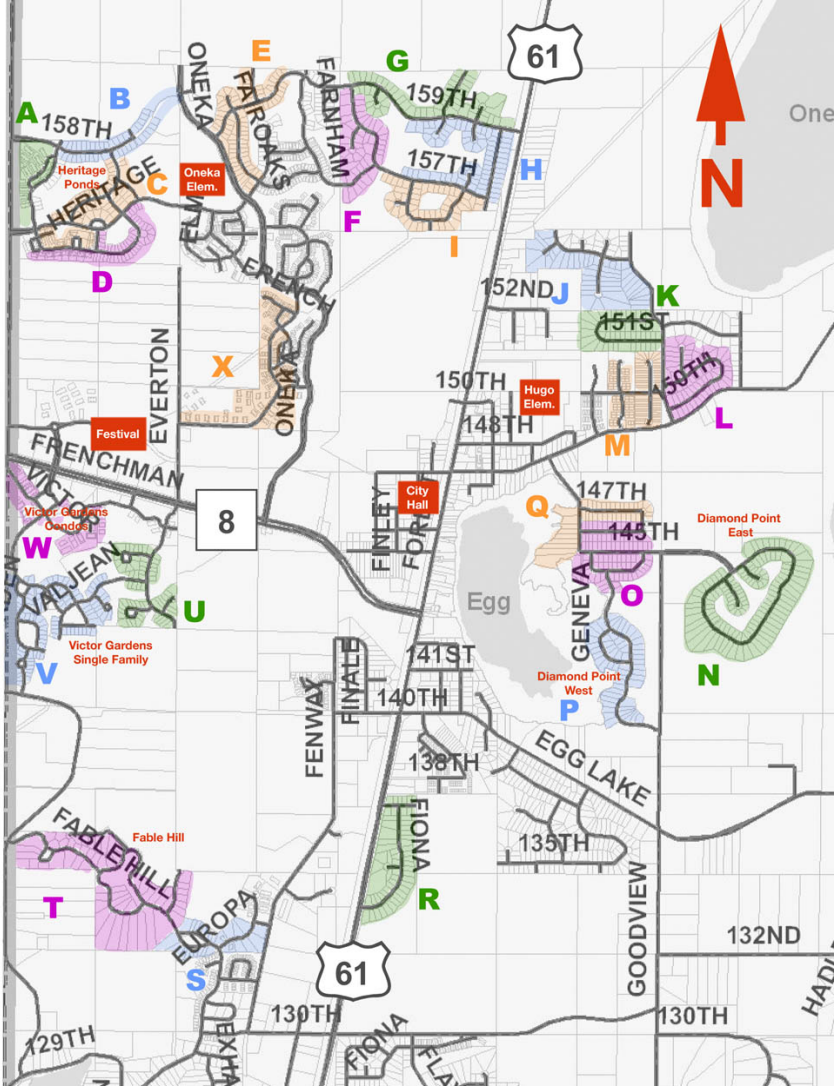 61
ONEKA
E
FAIROAKS
FARNHAM
G
159TH
A
B
158TH
Heritage
Ponds
C
HERITAGE
Oneka
Elem.
ELM
157TH
H
F
I
D
FRENCH
N
One
152ND
J
K
151ST
EVERTON
X
ONEKA
150TH
150TH
Hugo
Elem.
148TH
L
M
Festival
FRENCHMAN
VICTOR
Victor Gardens
Condos
W
8
FINLEY
City
Hall
147TH
Q
145TH
Diamond Point
East
VALJEAN
U
Egg
GENEVA
O
V
Victor Gardens
Single Family
141ST
Diamond Point
West
P
N
FENWAY
FINALE
140TH
138TH
EGG LAKE
FABLE HILL
Fable Hill
FIONA
135TH
T
R
GOODVIEW
EUROPA
S
61
132ND
130TH
130TH
129TH
EXHA
FIONA
FLA
HADL